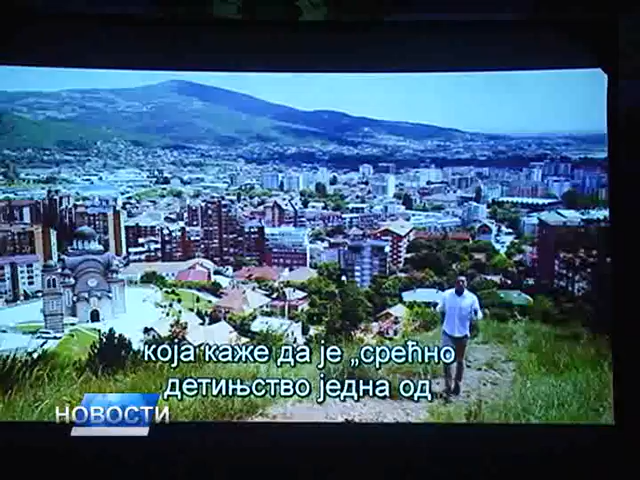 која каже да је „срећно
детињство једна од
НОВОСТИ